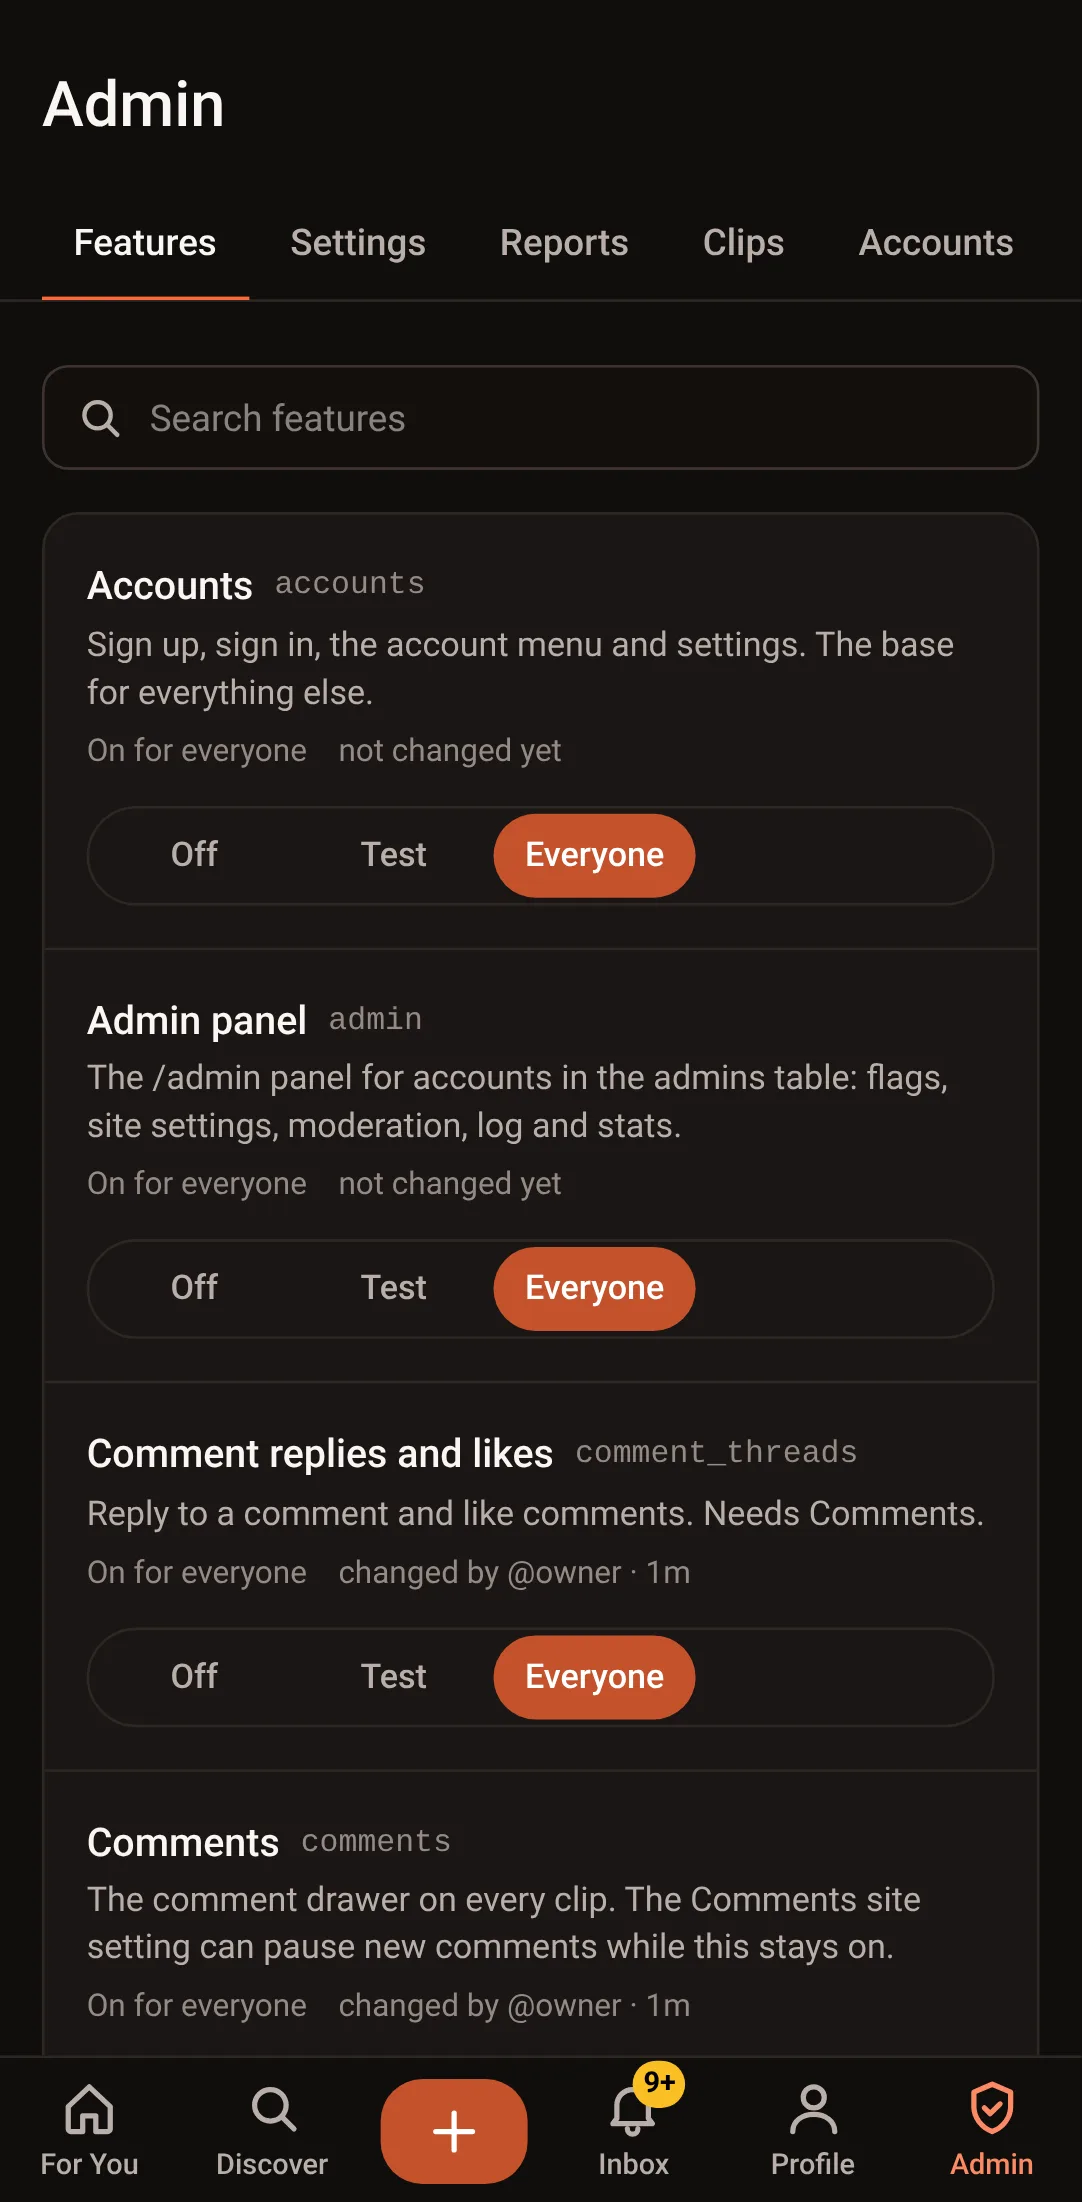 Admin
Features Settings Reports Clips Accounts
Search features
Accounts accounts
Sign up, sign in, the account menu and settings. The base
for everything else.
On for everyone not changed yet
Off Test Everyone
Admin panel admin
The /admin panel for accounts in the admins table: flags,
site settings, moderation, log and stats.
On for everyone not changed yet
Off Test Everyone
Comment replies and likes comment_threads
Reply to a comment and like comments. Needs Comments.
On for everyone changed by @owner · 1m
Off Test Everyone
Comments comments
The comment drawer on every clip. The Comments site
setting can pause new comments while this stays on.
On for everyone changed by @owner · 1m
9+
For You Discover Inbox Profile Admin